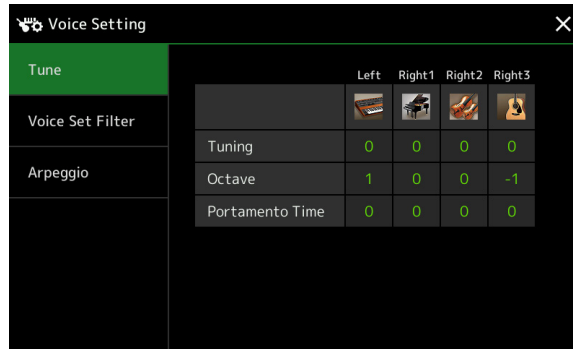 Voice Setting
Tune
Voice Set Filter
Arpeggio
Left Right1 Right2 Right3
Tuning 0 0 0 0
Octave 1 0 0 -1
Portamento Time 0 0 0 0